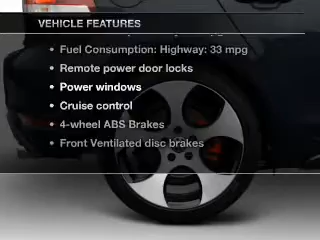 VEHICLE FEATURES
• Fuel Consumption: Highway: 33 mpg
• Remote power door locks
• Power windows
• Cruise control
• 4-wheel ABS Brakes
• Front Ventilated disc brakes